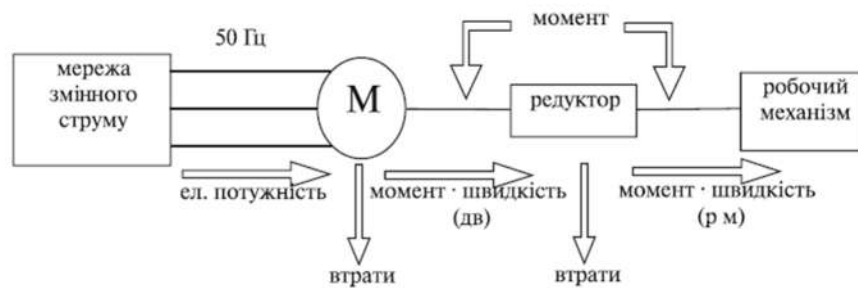 момент
50 Гц
мережа
змінного
струму
М
редуктор
робочий
механізм
ел. потужність
момент · швидкість
(дв)
момент · швидкість
(р м)
втрати
втрати